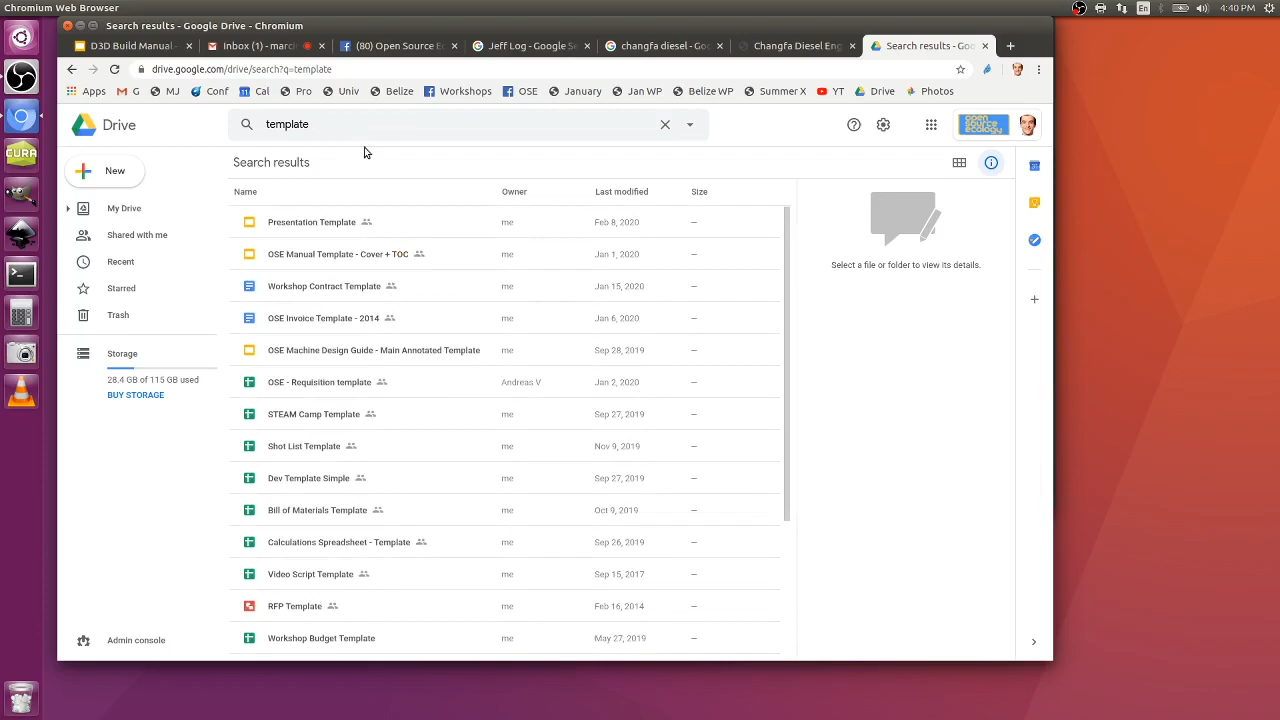 Chromium Web Browser
En
4:40 PM
Search results - Google Drive - Chromium
D3D Build Manual -
Inbox (1) - marci
(80) Open Source E
Jeff Log - Google S
changfa diesel - Go
Changfa Diesel Eng
Search results - Goo
drive.google.com/drive/search?q=template
Apps
G
MJ
Conf
Cal
Pro
Univ
Belize
Workshops
OSE
January
Jan WP
Belize WP
Summer X
YT
Drive
Photos
Drive
template
open source ecology
New
Search results
My Drive
Shared with me
Recent
Starred
Trash
Storage
28.4 GB of 115 GB used
BUY STORAGE
Admin console
Name Owner Last modified Size
Presentation Template me Feb 8, 2020 —
OSE Manual Template - Cover + TOC me Jan 1, 2020 —
Workshop Contract Template me Jan 15, 2020 —
OSE Invoice Template - 2014 me Jan 6, 2020 —
OSE Machine Design Guide - Main Annotated Template me Sep 28, 2019 —
OSE - Requisition template Andreas V Jan 2, 2020 —
STEAM Camp Template me Sep 27, 2019 —
Shot List Template me Nov 9, 2019 —
Dev Template Simple me Sep 27, 2019 —
Bill of Materials Template me Oct 9, 2019 —
Calculations Spreadsheet - Template me Sep 26, 2019 —
Video Script Template me Sep 15, 2017 —
RFP Template me Feb 16, 2014 —
Workshop Budget Template me May 27, 2019 —
Select a file or folder to view its details.
CURA